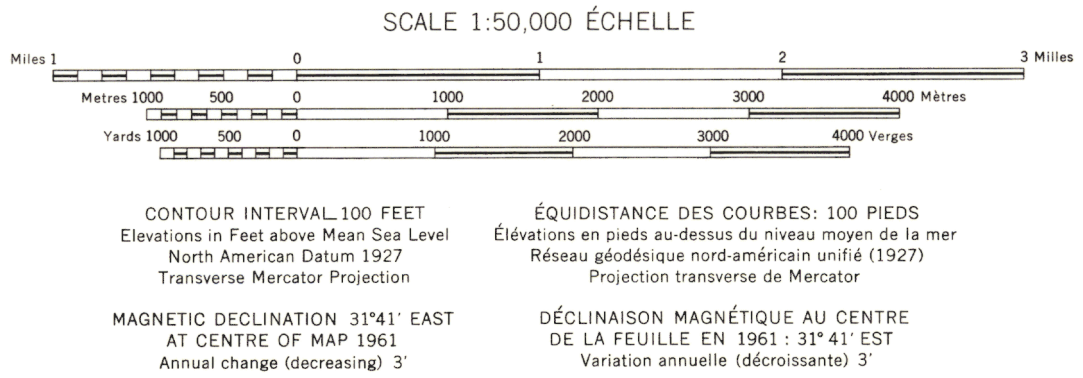 SCALE 1:50,000 ÉCHELLE
Miles 1 0 1 2 3 Milles
Metres 1000 500 0 1000 2000 3000 4000 Mètres
Yards 1000 500 0 1000 2000 3000 4000 Verges
CONTOUR INTERVAL 100 FEET
Elevations in Feet above Mean Sea Level
North American Datum 1927
Transverse Mercator Projection
ÉQUIDISTANCE DES COURBES: 100 PIEDS
Élévations en pieds au-dessus du niveau moyen de la mer
Réseau géodésique nord-américain unifié (1927)
Projection transverse de Mercator
MAGNETIC DECLINATION 31°41' EAST
AT CENTRE OF MAP 1961
Annual change (decreasing) 3'
DÉCLINAISON MAGNÉTIQUE AU CENTRE
DE LA FEUILLE EN 1961 : 31° 41' EST
Variation annuelle (décroissante) 3'